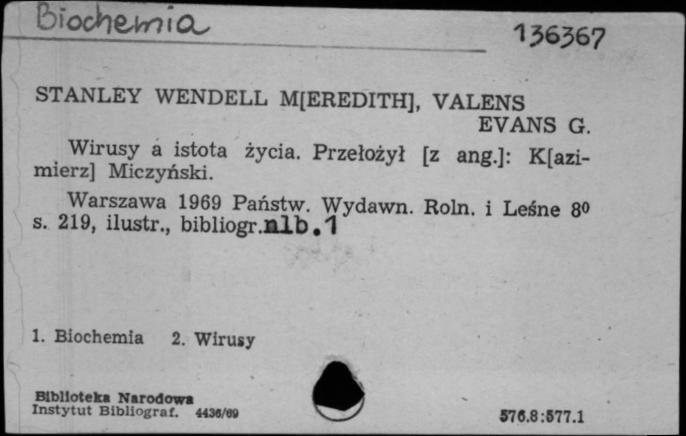 Biochemia
136367
STANLEY WENDELL M[EREDITH], VALENS
EVANS G.
Wirusy a istota życia. Przełożył [z ang.]: K[azi-
mierz] Miczyński.
Warszawa 1969 Państw. Wydawn. Roln. i Leśne 8⁰
s. 219, ilustr., bibliogr. nlb. 1
1. Biochemia 2. Wirusy
Biblioteka Narodowa
Instytut Bibliograf. 4436/69
576.8:577.1